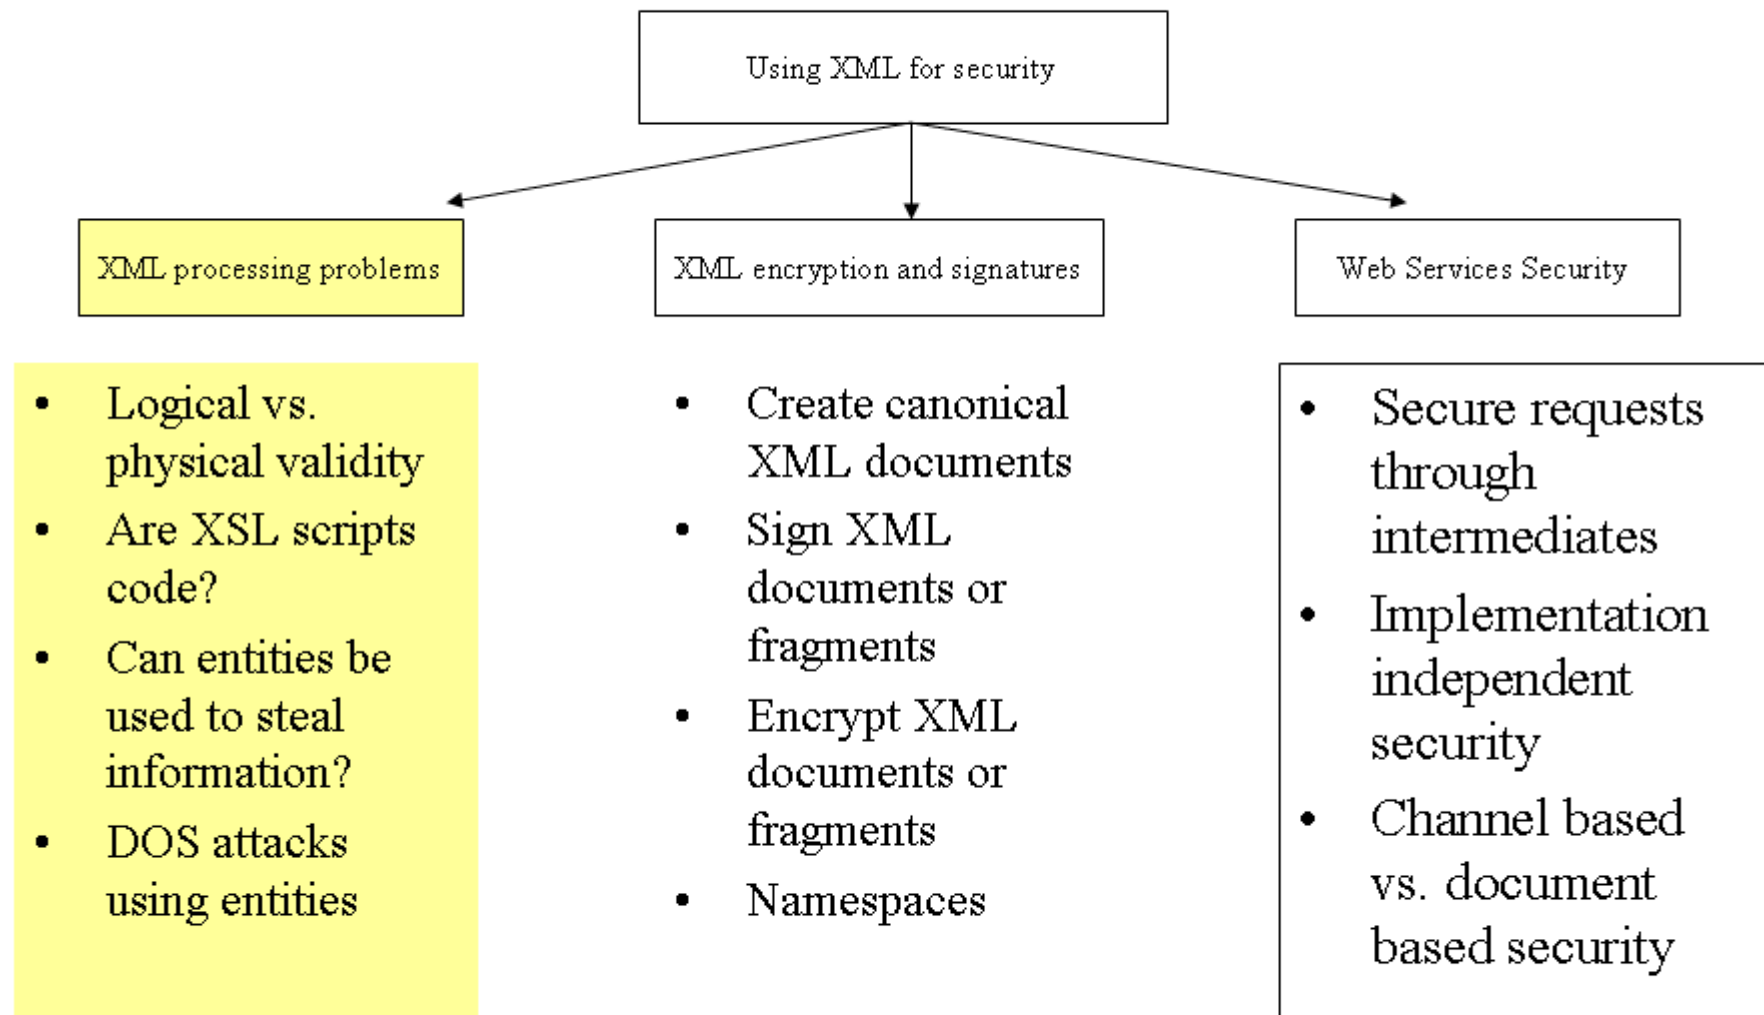 Using XML for security
XML processing problems
XML encryption and signatures
Web Services Security
• Logical vs.
physical validity
• Are XSL scripts
code?
• Can entities be
used to steal
information?
• DOS attacks
using entities
• Create canonical
XML documents
• Sign XML
documents or
fragments
• Encrypt XML
documents or
fragments
• Namespaces
• Secure requests
through
intermediates
• Implementation
independent
security
• Channel based
vs. document
based security